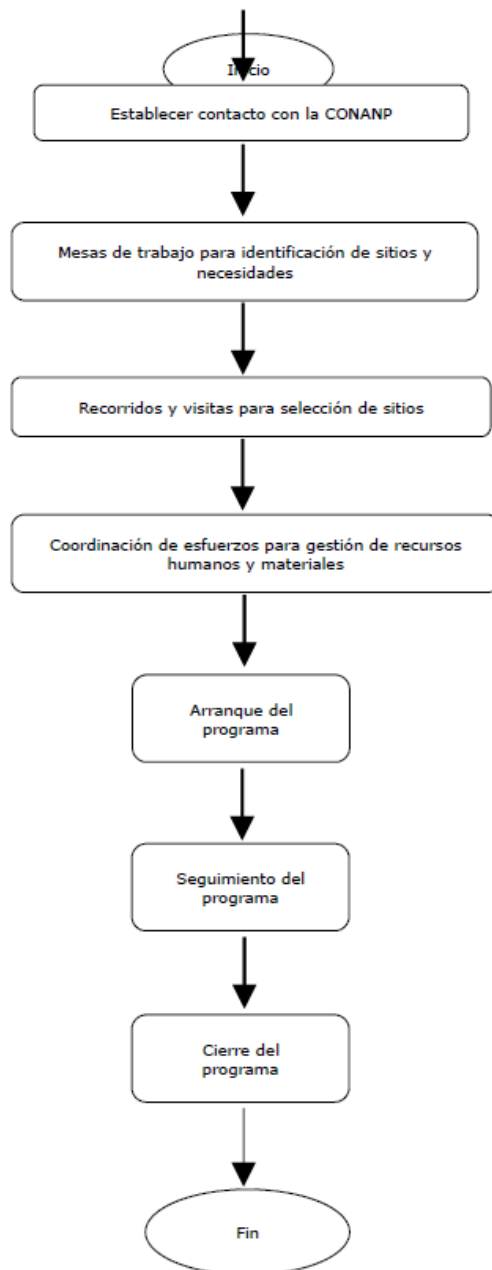 Inicio
Establecer contacto con la CONANP
Mesas de trabajo para identificación de sitios y
necesidades
Recorridos y visitas para selección de sitios
Coordinación de esfuerzos para gestión de recursos
humanos y materiales
Arranque del
programa
Seguimiento del
programa
Cierre del
programa
Fin